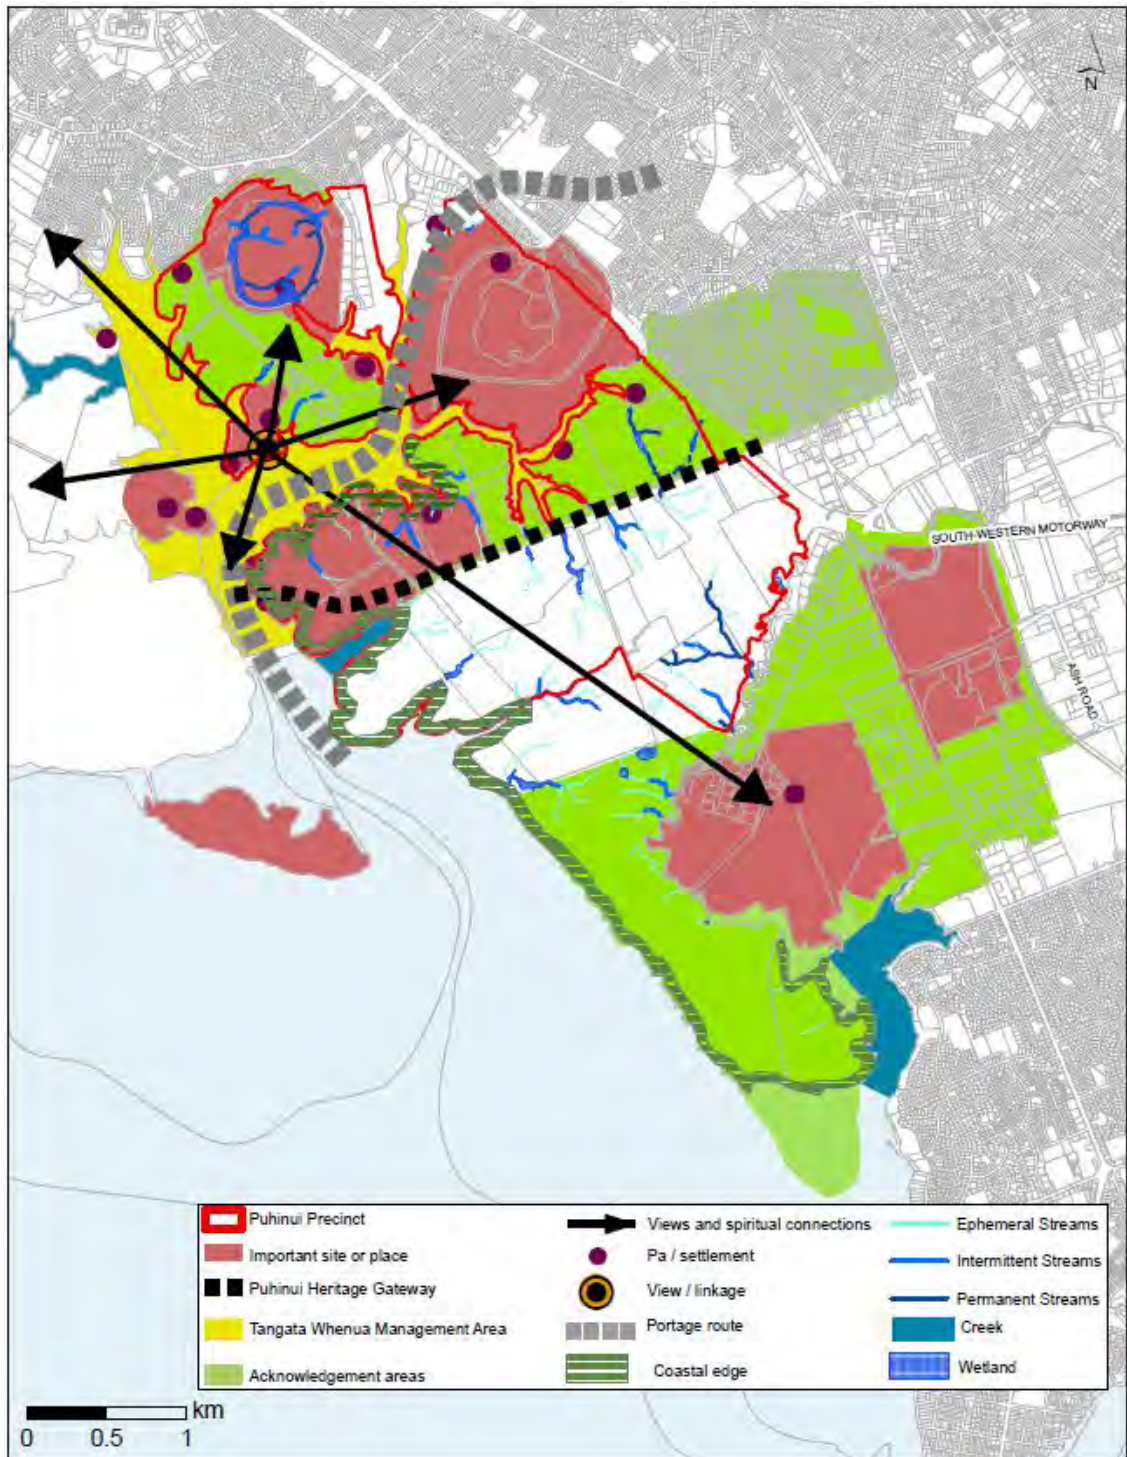 N
SOUTH-WESTERN MOTORWAY
ASH ROAD
Puhinui Precinct
Important site or place
Puhinui Heritage Gateway
Tangata Whenua Management Area
Acknowledgement areas
Views and spiritual connections
Pa / settlement
View / linkage
Portage route
Coastal edge
Ephemeral Streams
Intermittent Streams
Permanent Streams
Creek
Wetland
km
0 0.5 1